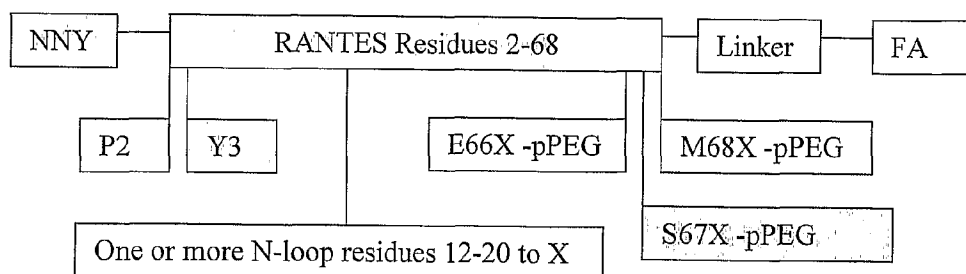 NNY
RANTES Residues 2-68
Linker
FA
P2
Y3
E66X -pPEG
M68X -pPEG
S67X -pPEG
One or more N-loop residues 12-20 to X